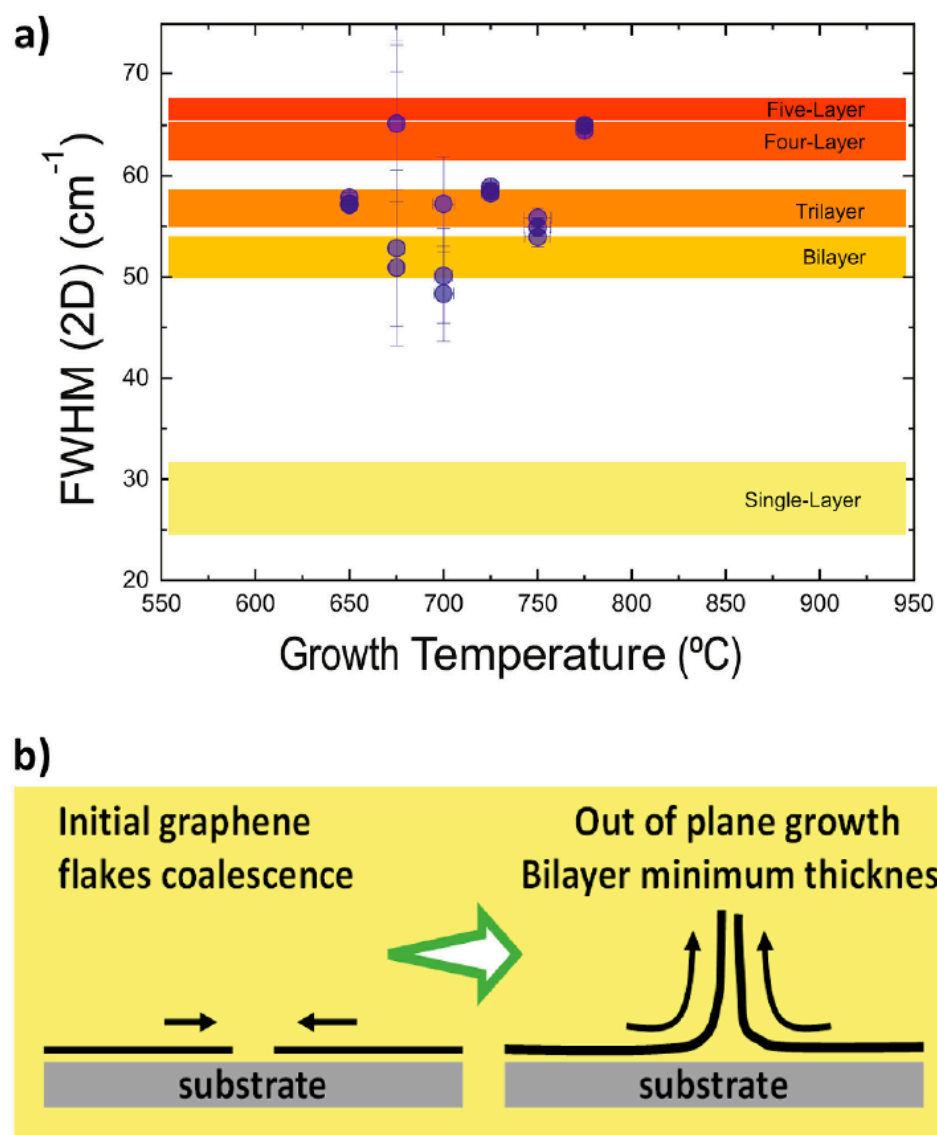 a)
FWHM (2D) (cm⁻¹)
70
60
50
40
30
20
Five-Layer
Four-Layer
Trilayer
Bilayer
Single-Layer
550 600 650 700 750 800 850 900 950
Growth Temperature (ºC)
b)
Initial graphene
flakes coalescence
Out of plane growth
Bilayer minimum thicknes
substrate
substrate